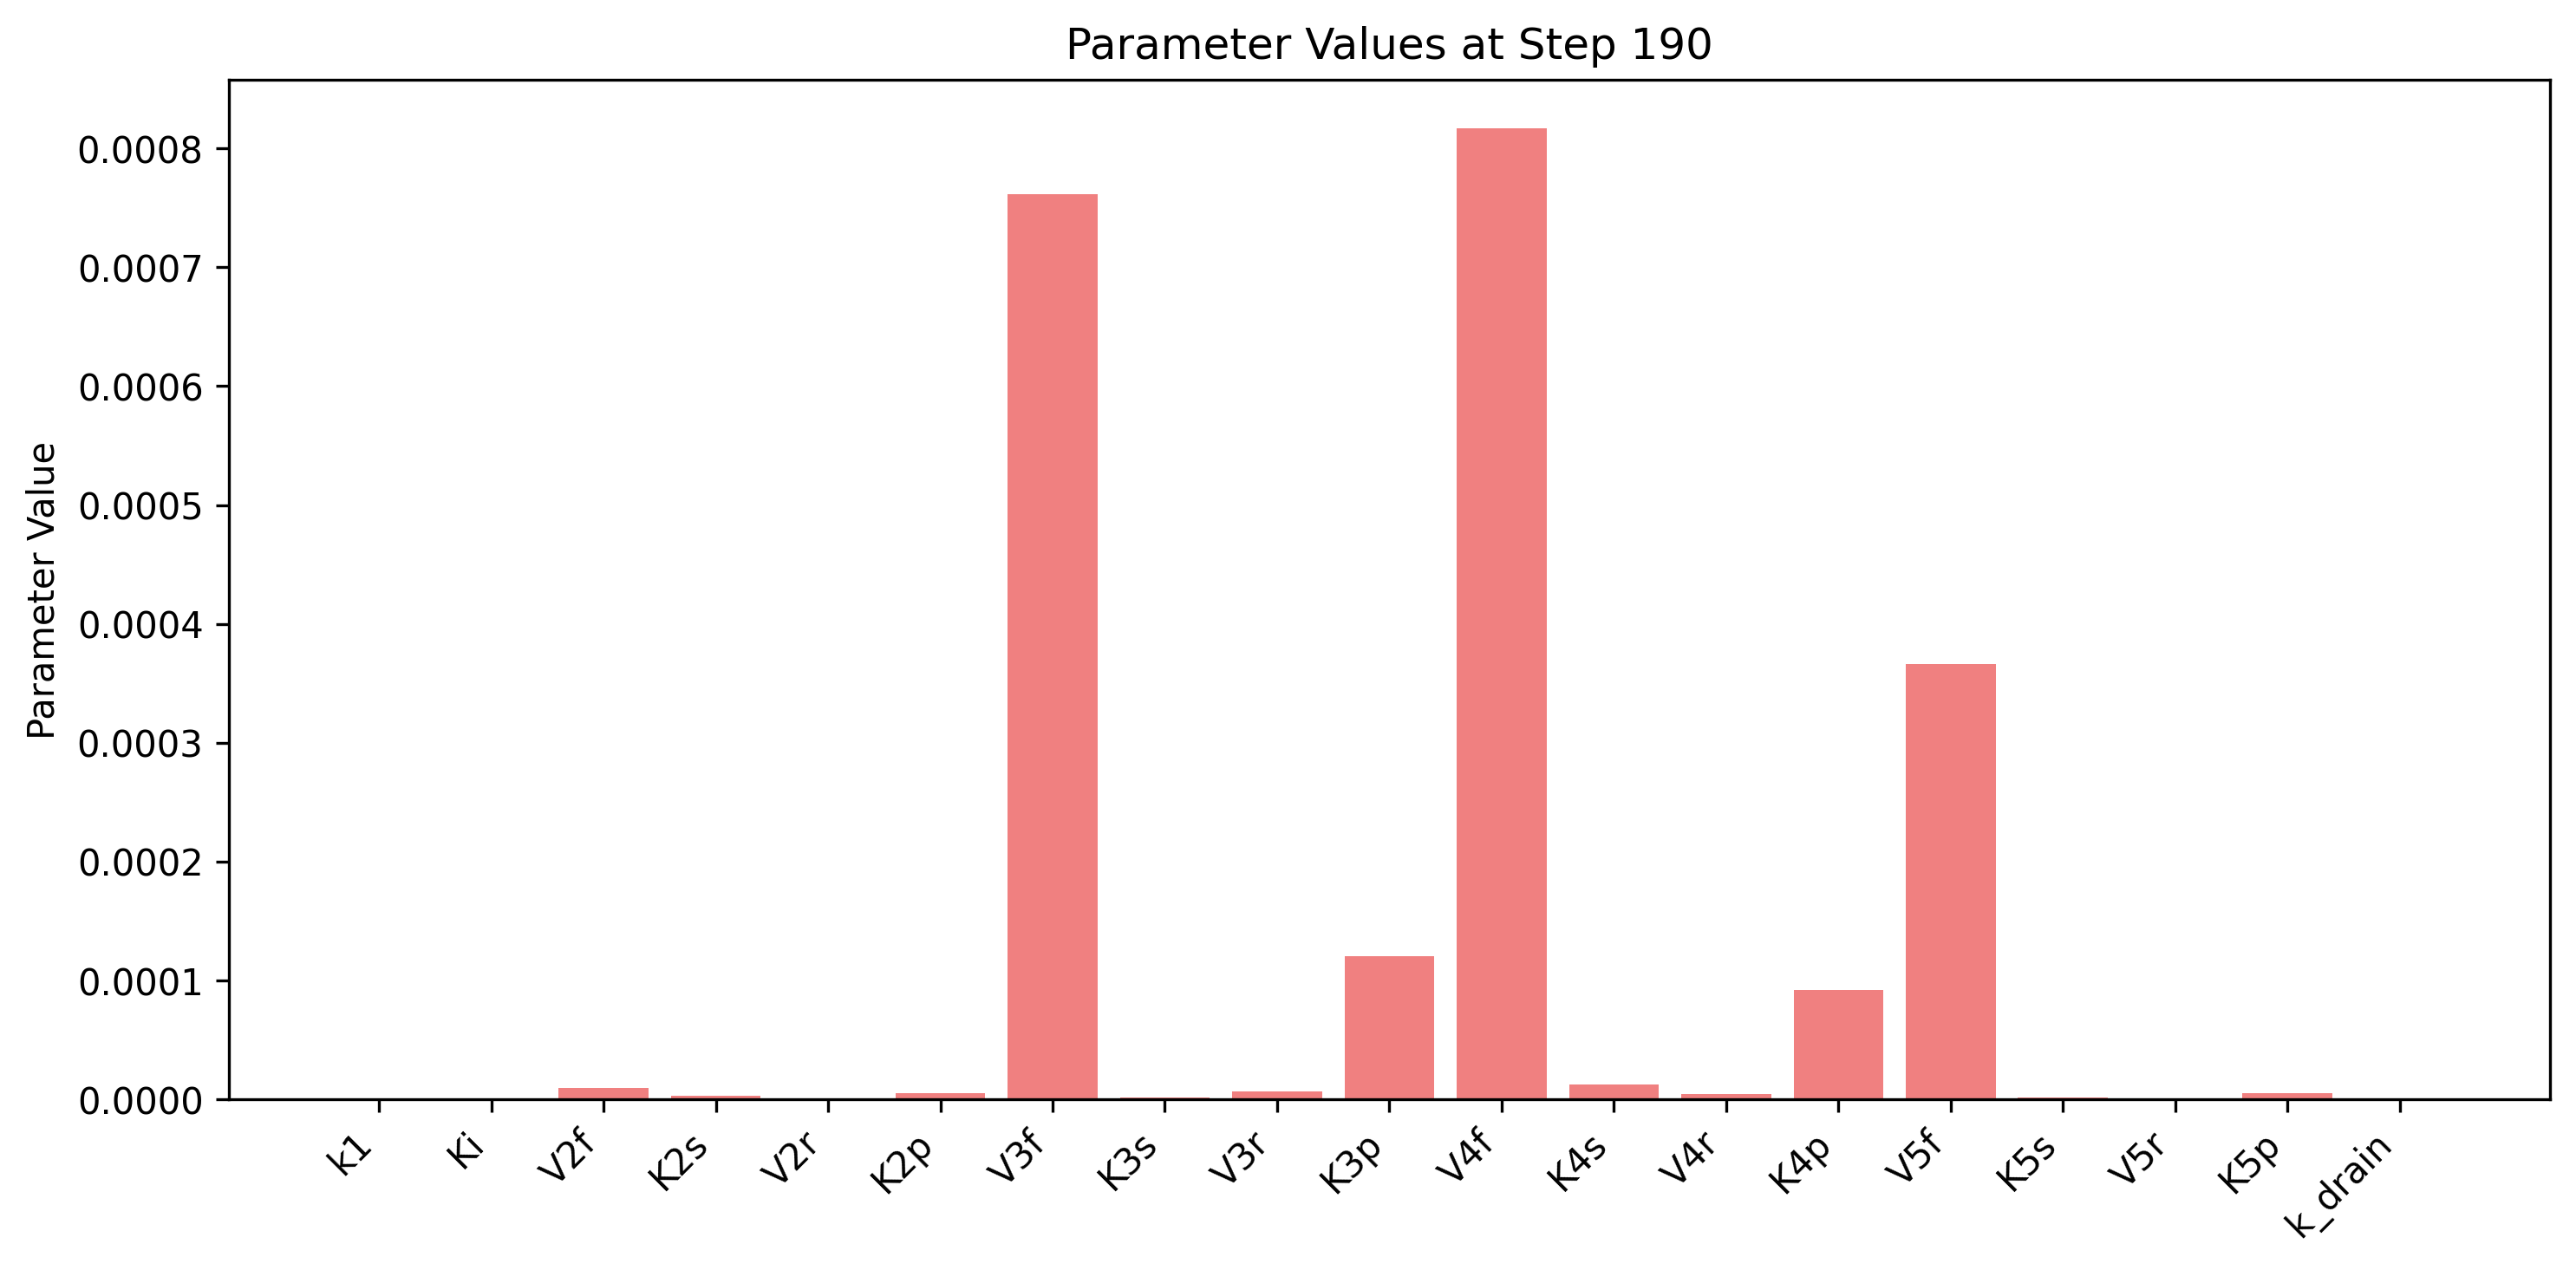 Parameter Values at Step 190
Parameter Value
0.0008
0.0007
0.0006
0.0005
0.0004
0.0003
0.0002
0.0001
0.0000
k1
Ki
V2f
K2s
V2r
K2p
V3f
K3s
V3r
K3p
V4f
K4s
V4r
K4p
V5f
K5s
V5r
K5p
k_drain